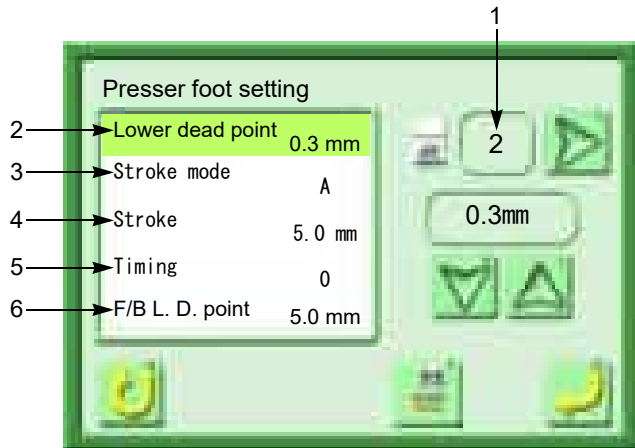 1
Presser foot setting
2 Lower dead point 0.3 mm
2
3 Stroke mode A
4 Stroke 5.0 mm
0.3mm
5 Timing 0
6 F/B L. D. point 5.0 mm